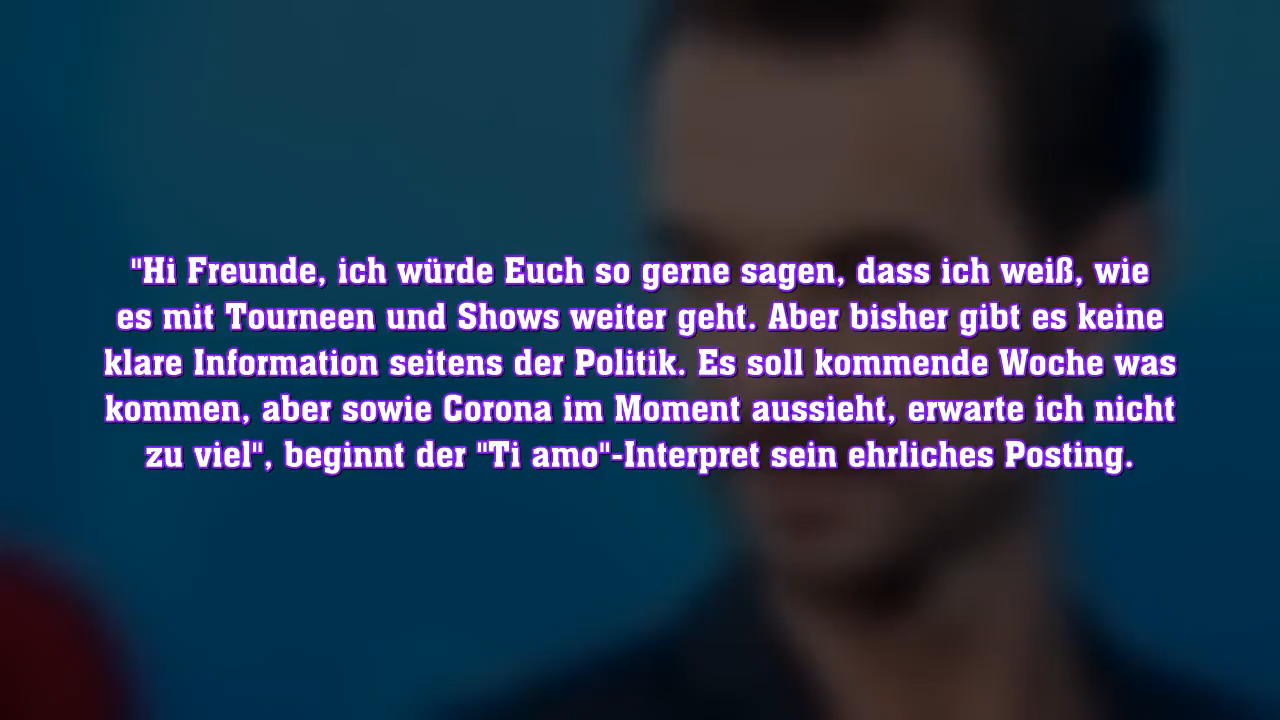 "Hi Freunde, ich würde Euch so gerne sagen, dass ich weiß, wie
es mit Tourneen und Shows weiter geht. Aber bisher gibt es keine
klare Information seitens der Politik. Es soll kommende Woche was
kommen, aber sowie Corona im Moment aussieht, erwarte ich nicht
zu viel", beginnt der "Ti amo"-Interpret sein ehrliches Posting.